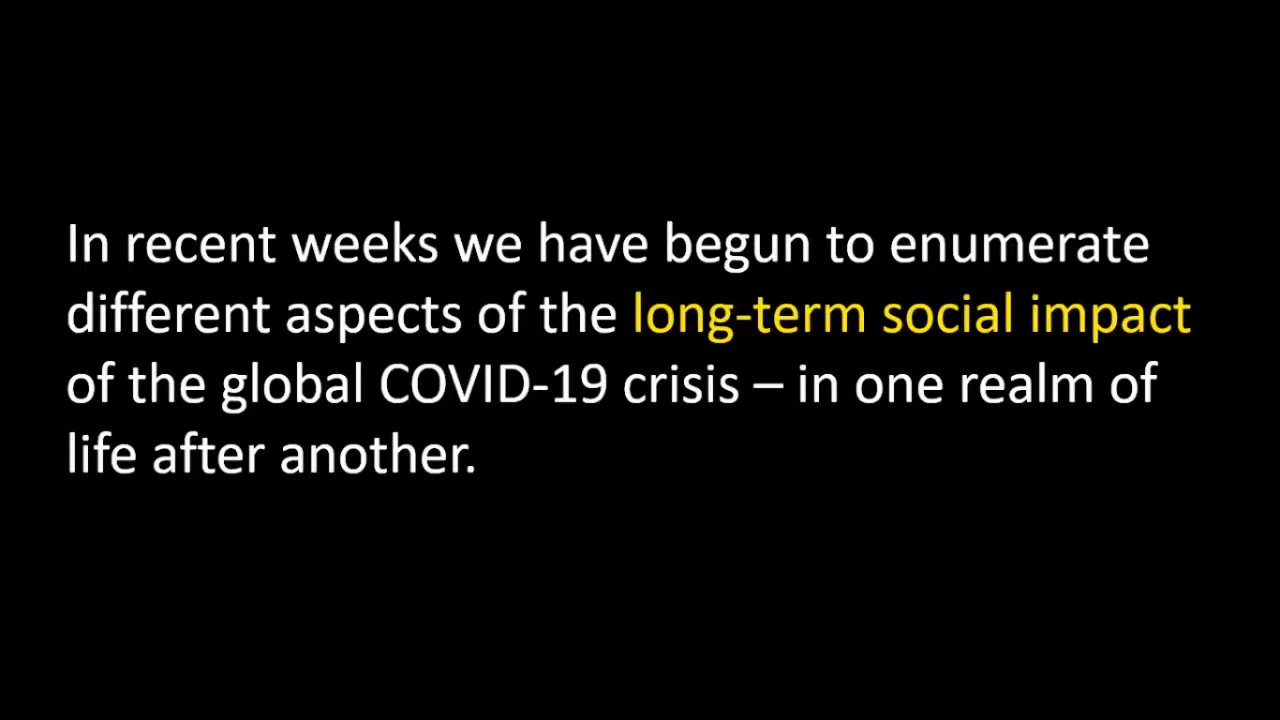 In recent weeks we have begun to enumerate
different aspects of the long-term social impact
of the global COVID-19 crisis – in one realm of
life after another.